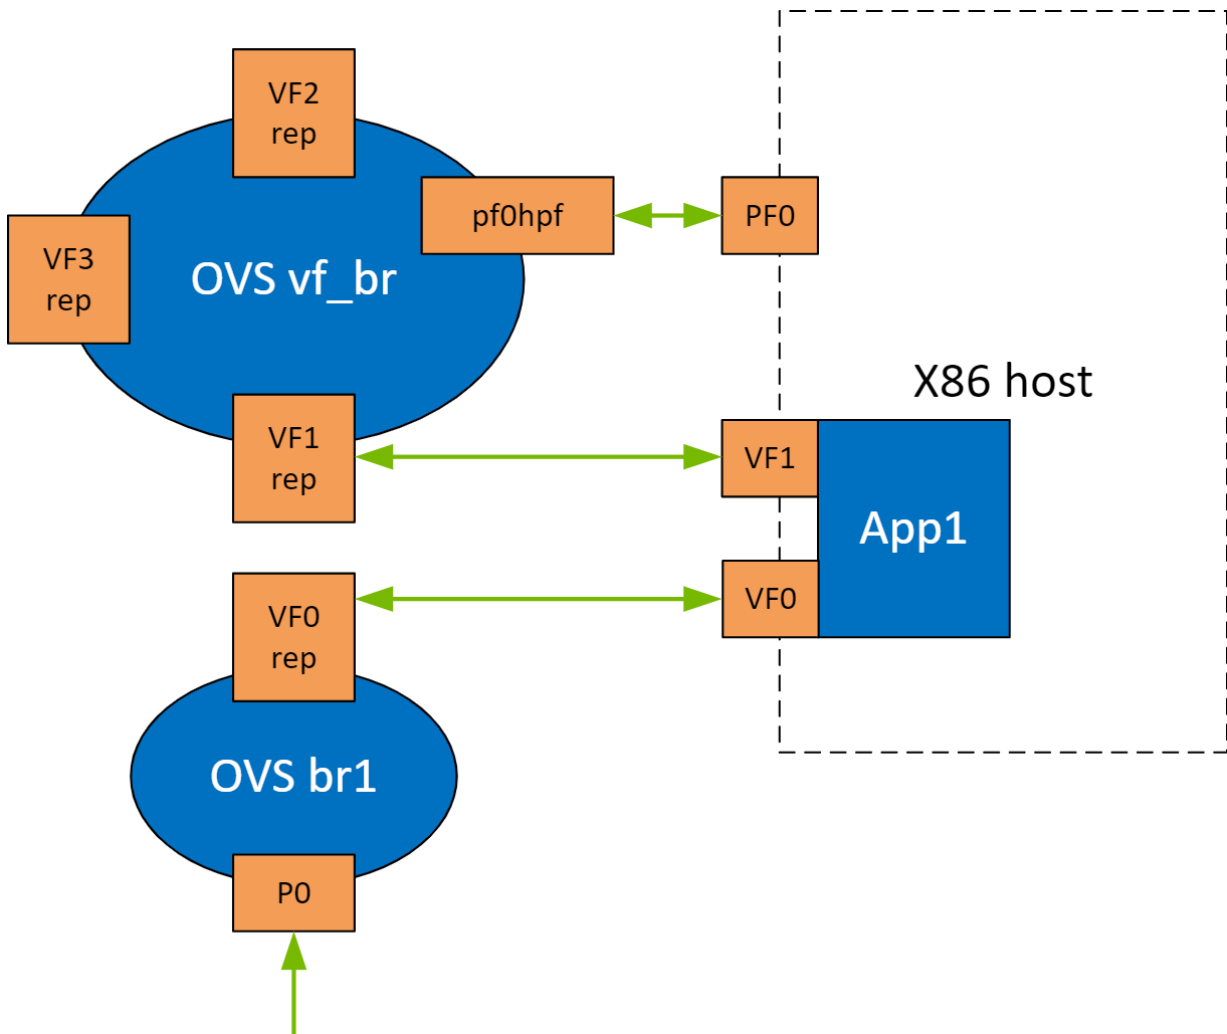 VF2
rep
pf0hpf
PF0
VF3
rep
OVS vf_br
X86 host
VF1
rep
VF1
App1
VF0
VF0
rep
OVS br1
P0